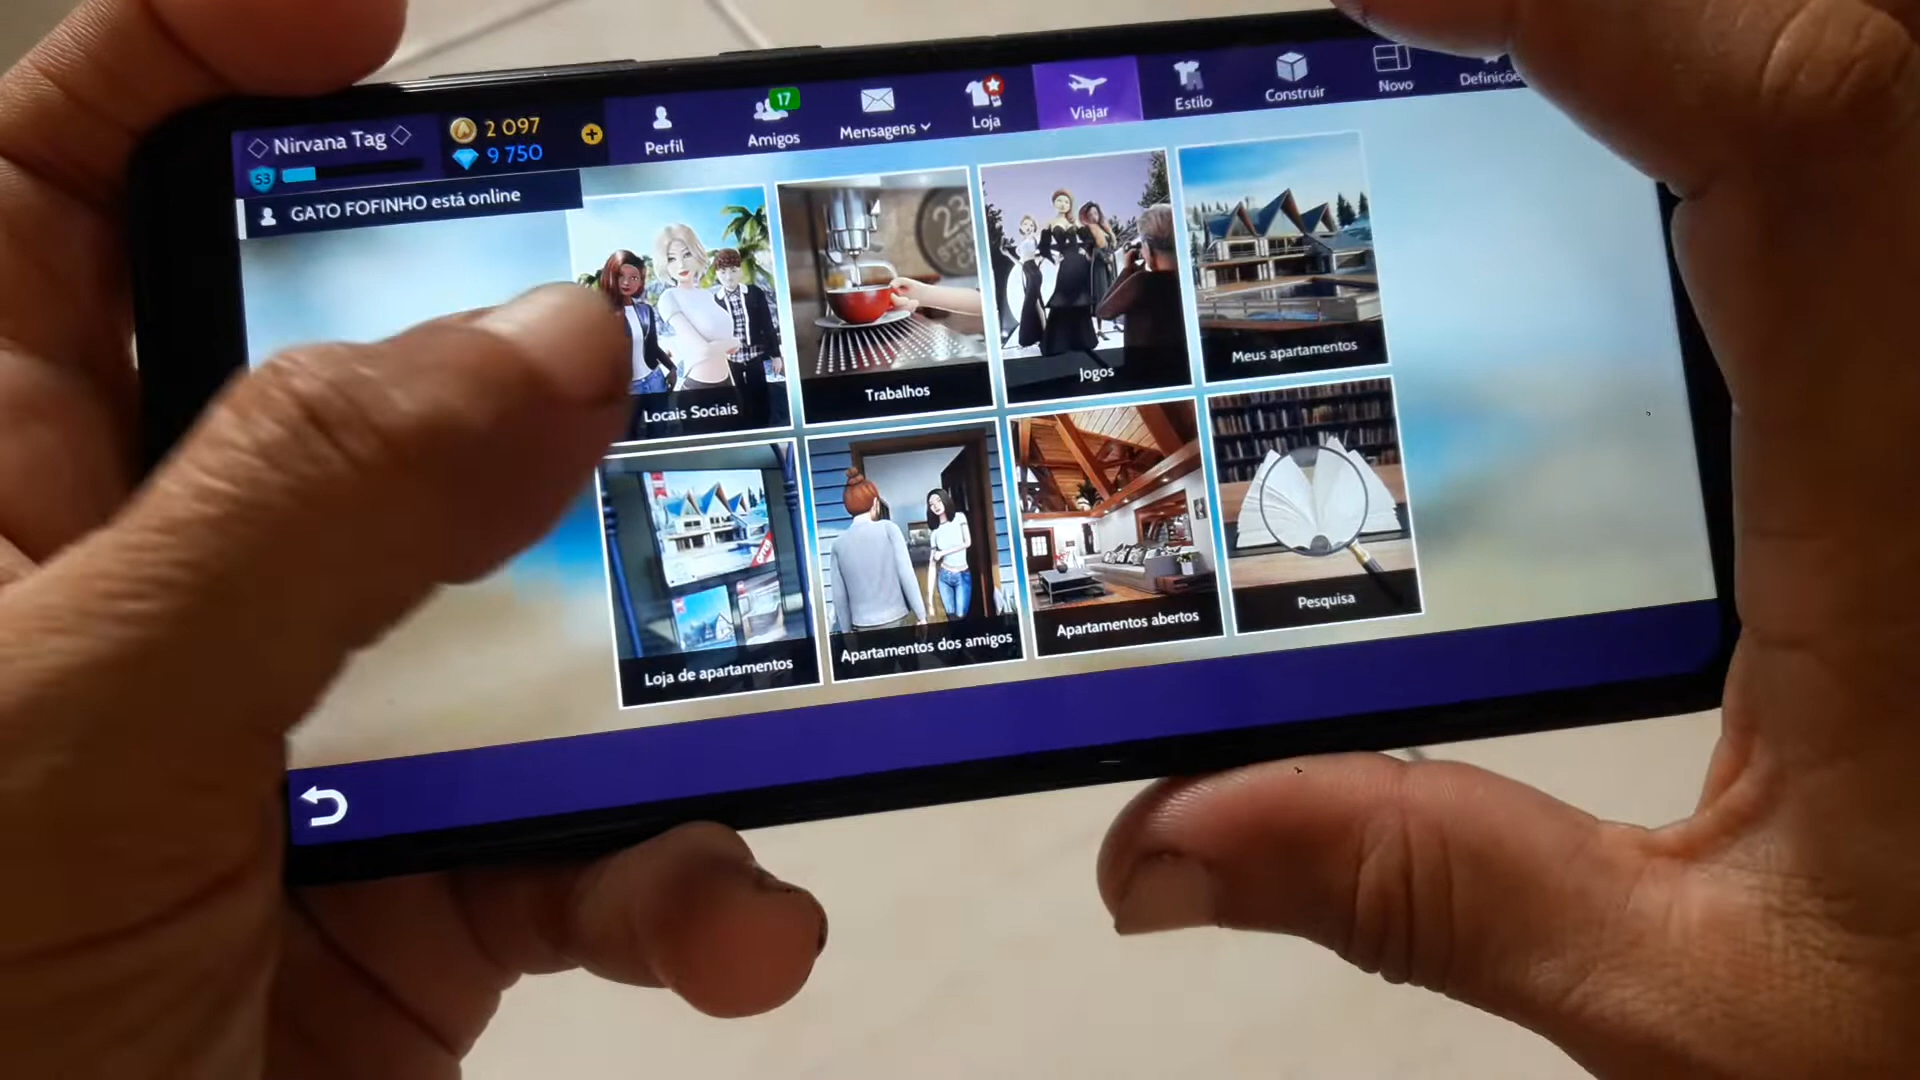 ◇ Nirvana Tag ◇
53
2 097
9 750
Perfil
17
Amigos
Mensagens
Loja
Viajar
Estilo
Construir
Novo
GATO FOFINHO está online
Locais Sociais
Trabalhos
Jogos
Meus apartamentos
Loja de apartamentos
Apartamentos dos amigos
Apartamentos abertos
Pesquisa
23